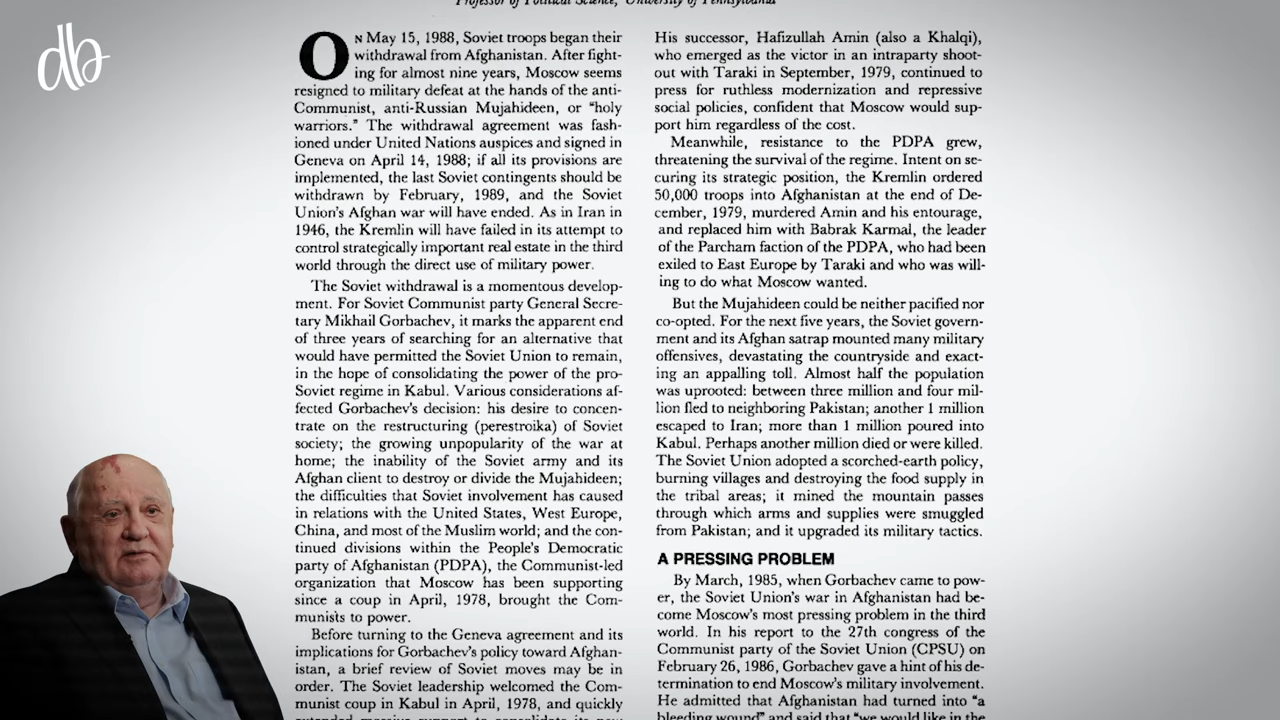 db
Professor of Political Science, University of Pennsylvania
ON May 15, 1988, Soviet troops began their
withdrawal from Afghanistan. After fight-
ing for almost nine years, Moscow seems
resigned to military defeat at the hands of the anti-
Communist, anti-Russian Mujahideen, or “holy
warriors.” The withdrawal agreement was fash-
ioned under United Nations auspices and signed in
Geneva on April 14, 1988; if all its provisions are
implemented, the last Soviet contingents should be
withdrawn by February, 1989, and the Soviet
Union's Afghan war will have ended. As in Iran in
1946, the Kremlin will have failed in its attempt to
control strategically important real estate in the third
world through the direct use of military power.
The Soviet withdrawal is a momentous develop-
ment. For Soviet Communist party General Secre-
tary Mikhail Gorbachev, it marks the apparent end
of three years of searching for an alternative that
would have permitted the Soviet Union to remain,
in the hope of consolidating the power of the pro-
Soviet regime in Kabul. Various considerations af-
fected Gorbachev's decision: his desire to concen-
trate on the restructuring (perestroika) of Soviet
society; the growing unpopularity of the war at
home; the inability of the Soviet army and its
Afghan client to destroy or divide the Mujahideen;
the difficulties that Soviet involvement has caused
in relations with the United States, West Europe,
China, and most of the Muslim world; and the con-
tinued divisions within the People's Democratic
party of Afghanistan (PDPA), the Communist-led
organization that Moscow has been supporting
since a coup in April, 1978, brought the Com-
munists to power.
Before turning to the Geneva agreement and its
implications for Gorbachev's policy toward Afghan-
istan, a brief review of Soviet moves may be in
order. The Soviet leadership welcomed the Com-
munist coup in Kabul in April, 1978, and quickly
extended massive support to consolidate its new
His successor, Hafizullah Amin (also a Khalqi),
who emerged as the victor in an intraparty shoot-
out with Taraki in September, 1979, continued to
press for ruthless modernization and repressive
social policies, confident that Moscow would sup-
port him regardless of the cost.
Meanwhile, resistance to the PDPA grew,
threatening the survival of the regime. Intent on se-
curing its strategic position, the Kremlin ordered
50,000 troops into Afghanistan at the end of De-
cember, 1979, murdered Amin and his entourage,
and replaced him with Babrak Karmal, the leader
of the Parcham faction of the PDPA, who had been
exiled to East Europe by Taraki and who was will-
ing to do what Moscow wanted.
But the Mujahideen could be neither pacified nor
co-opted. For the next five years, the Soviet govern-
ment and its Afghan satrap mounted many military
offensives, devastating the countryside and exact-
ing an appalling toll. Almost half the population
was uprooted: between three million and four mil-
lion fled to neighboring Pakistan; another 1 million
escaped to Iran; more than 1 million poured into
Kabul. Perhaps another million died or were killed.
The Soviet Union adopted a scorched-earth policy,
burning villages and destroying the food supply in
the tribal areas; it mined the mountain passes
through which arms and supplies were smuggled
from Pakistan; and it upgraded its military tactics.
A PRESSING PROBLEM
By March, 1985, when Gorbachev came to pow-
er, the Soviet Union's war in Afghanistan had be-
come Moscow's most pressing problem in the third
world. In his report to the 27th congress of the
Communist party of the Soviet Union (CPSU) on
February 26, 1986, Gorbachev gave a hint of his de-
termination to end Moscow's military involvement.
He admitted that Afghanistan had turned into “a
bleeding wound” and said that “we would like in the